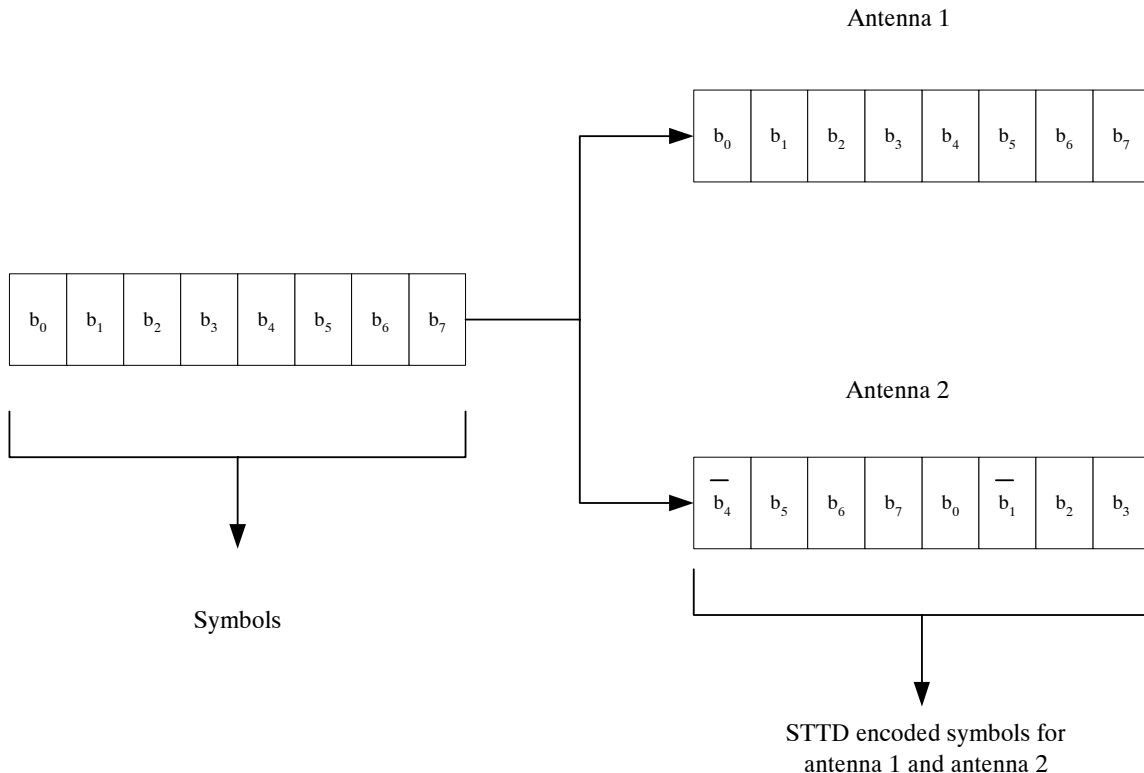 Antenna 1
b₀ b₁ b₂ b₃ b₄ b₅ b₆ b₇
b₀ b₁ b₂ b₃ b₄ b₅ b₆ b₇
Antenna 2
b̅₄ b₅ b₆ b₇ b₀ b̅₁ b₂ b₃
Symbols
STTD encoded symbols for
antenna 1 and antenna 2